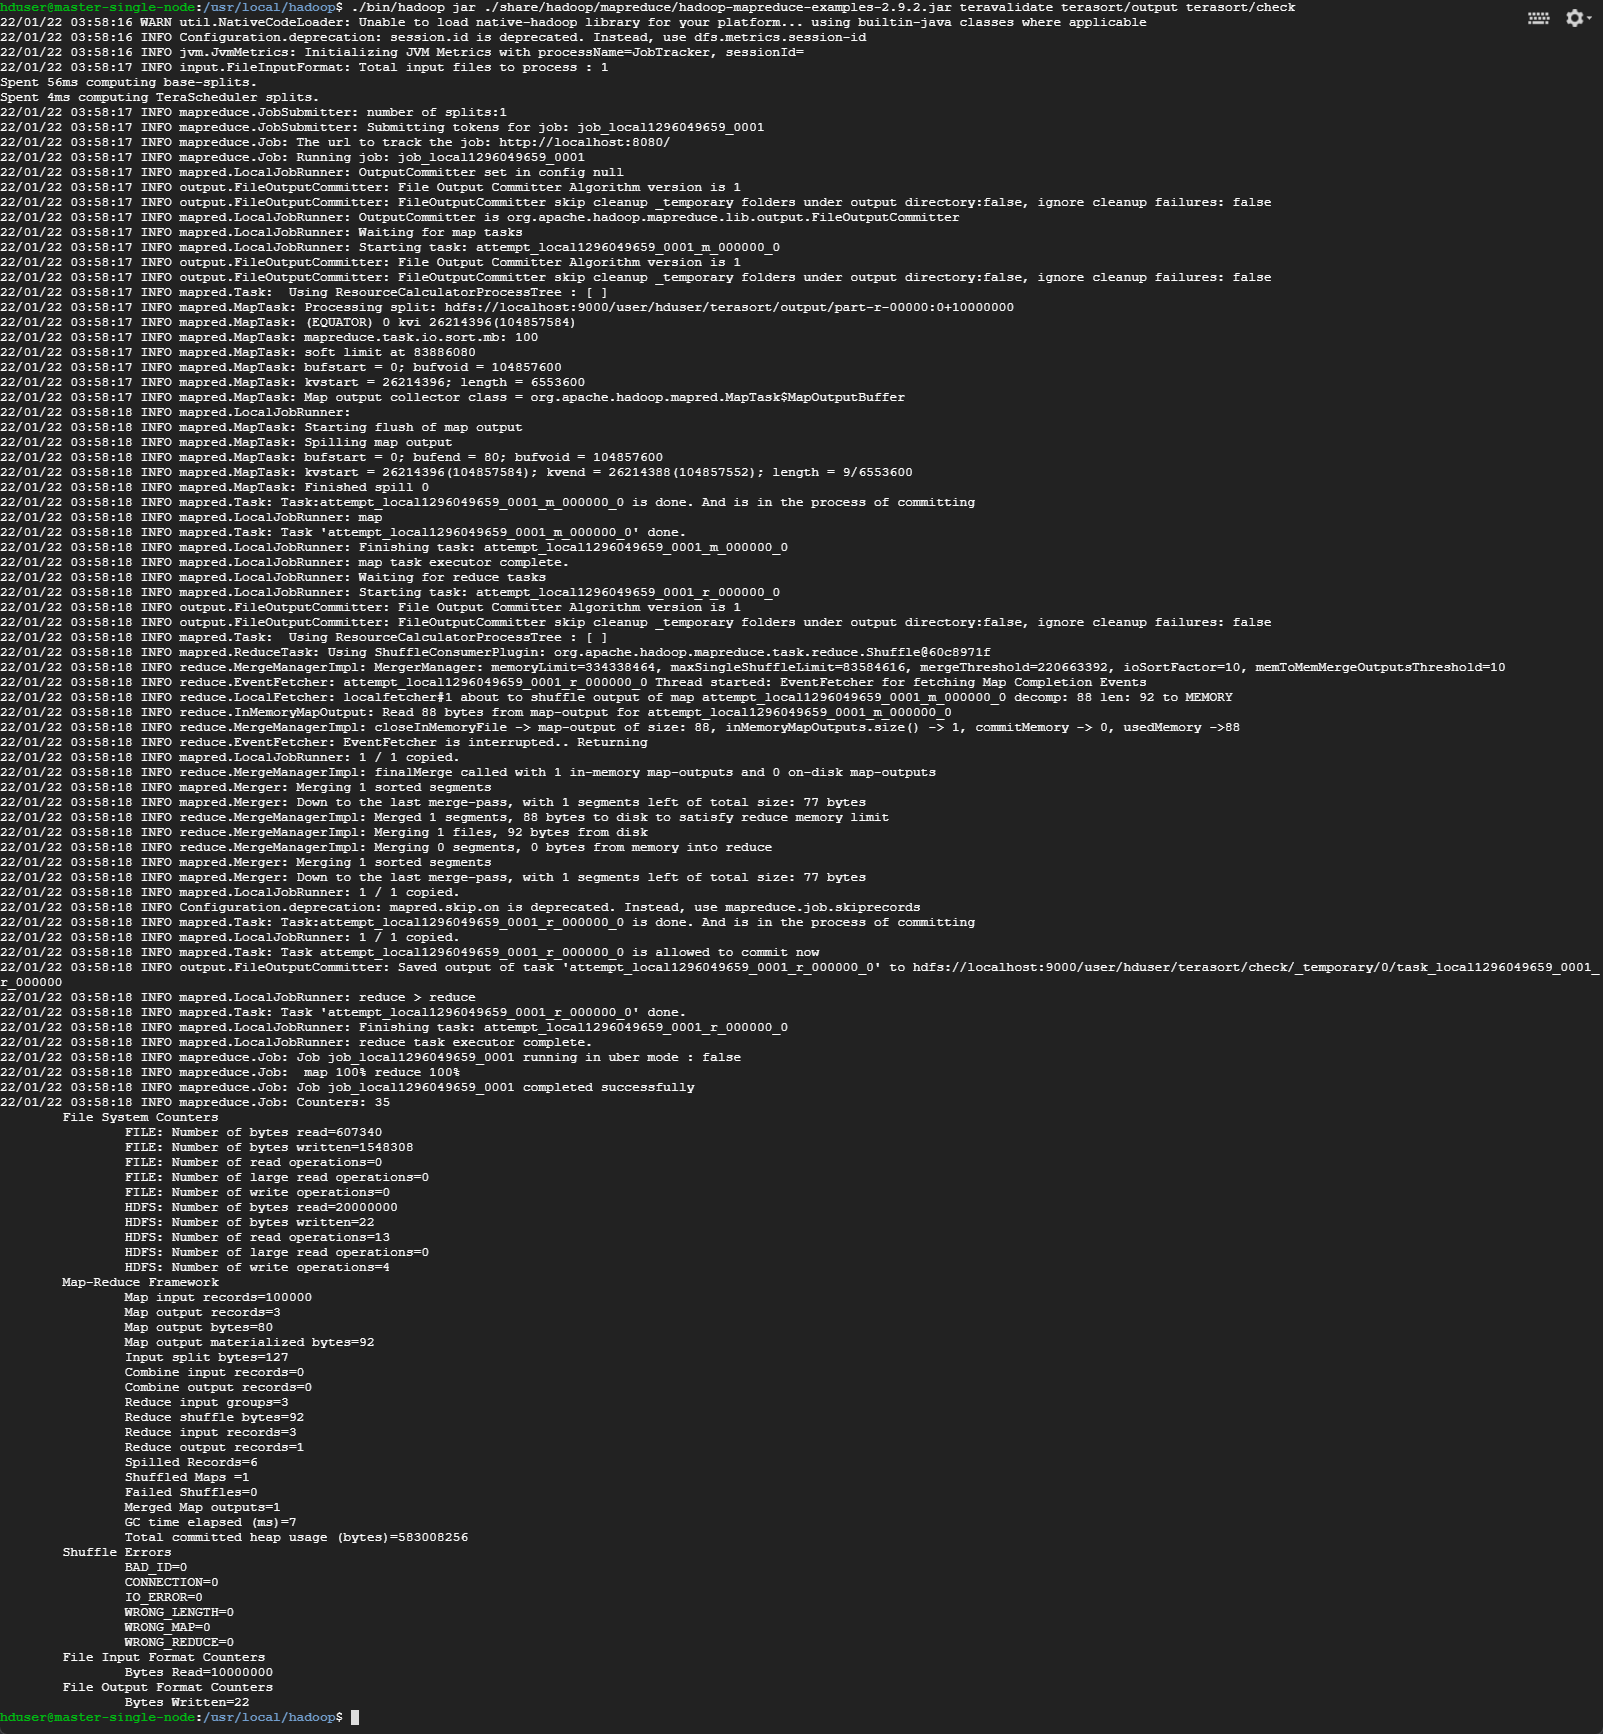 hduser@master-single-node:/usr/local/hadoop$ ./bin/hadoop jar ./share/hadoop/mapreduce/hadoop-mapreduce-examples-2.9.2.jar teravalidate terasort/output terasort/check
22/01/22 03:58:16 WARN util.NativeCodeLoader: Unable to load native-hadoop library for your platform... using builtin-java classes where applicable
22/01/22 03:58:16 INFO Configuration.deprecation: session.id is deprecated. Instead, use dfs.metrics.session-id
22/01/22 03:58:16 INFO jvm.JvmMetrics: Initializing JVM Metrics with processName=JobTracker, sessionId=
22/01/22 03:58:17 INFO input.FileInputFormat: Total input files to process : 1
Spent 56ms computing base-splits.
Spent 4ms computing TeraScheduler splits.
22/01/22 03:58:17 INFO mapreduce.JobSubmitter: number of splits:1
22/01/22 03:58:17 INFO mapreduce.JobSubmitter: Submitting tokens for job: job_local1296049659_0001
22/01/22 03:58:17 INFO mapreduce.Job: The url to track the job: http://localhost:8080/
22/01/22 03:58:17 INFO mapreduce.Job: Running job: job_local1296049659_0001
22/01/22 03:58:17 INFO mapred.LocalJobRunner: OutputCommitter set in config null
22/01/22 03:58:17 INFO output.FileOutputCommitter: File Output Committer Algorithm version is 1
22/01/22 03:58:17 INFO output.FileOutputCommitter: FileOutputCommitter skip cleanup _temporary folders under output directory:false, ignore cleanup failures: false
22/01/22 03:58:17 INFO mapred.LocalJobRunner: OutputCommitter is org.apache.hadoop.mapreduce.lib.output.FileOutputCommitter
22/01/22 03:58:17 INFO mapred.LocalJobRunner: Waiting for map tasks
22/01/22 03:58:17 INFO mapred.LocalJobRunner: Starting task: attempt_local1296049659_0001_m_000000_0
22/01/22 03:58:17 INFO output.FileOutputCommitter: File Output Committer Algorithm version is 1
22/01/22 03:58:17 INFO output.FileOutputCommitter: FileOutputCommitter skip cleanup _temporary folders under output directory:false, ignore cleanup failures: false
22/01/22 03:58:17 INFO mapred.Task:  Using ResourceCalculatorProcessTree : [ ]
22/01/22 03:58:17 INFO mapred.MapTask: Processing split: hdfs://localhost:9000/user/hduser/terasort/output/part-r-00000:0+10000000
22/01/22 03:58:17 INFO mapred.MapTask: (EQUATOR) 0 kvi 26214396(104857584)
22/01/22 03:58:17 INFO mapred.MapTask: mapreduce.task.io.sort.mb: 100
22/01/22 03:58:17 INFO mapred.MapTask: soft limit at 83886080
22/01/22 03:58:17 INFO mapred.MapTask: bufstart = 0; bufvoid = 104857600
22/01/22 03:58:17 INFO mapred.MapTask: kvstart = 26214396; length = 6553600
22/01/22 03:58:17 INFO mapred.MapTask: Map output collector class = org.apache.hadoop.mapred.MapTask$MapOutputBuffer
22/01/22 03:58:18 INFO mapred.LocalJobRunner:
22/01/22 03:58:18 INFO mapred.MapTask: Starting flush of map output
22/01/22 03:58:18 INFO mapred.MapTask: Spilling map output
22/01/22 03:58:18 INFO mapred.MapTask: bufstart = 0; bufend = 80; bufvoid = 104857600
22/01/22 03:58:18 INFO mapred.MapTask: kvstart = 26214396(104857584); kvend = 26214388(104857552); length = 9/6553600
22/01/22 03:58:18 INFO mapred.MapTask: Finished spill 0
22/01/22 03:58:18 INFO mapred.Task: Task:attempt_local1296049659_0001_m_000000_0 is done. And is in the process of committing
22/01/22 03:58:18 INFO mapred.LocalJobRunner: map
22/01/22 03:58:18 INFO mapred.Task: Task 'attempt_local1296049659_0001_m_000000_0' done.
22/01/22 03:58:18 INFO mapred.LocalJobRunner: Finishing task: attempt_local1296049659_0001_m_000000_0
22/01/22 03:58:18 INFO mapred.LocalJobRunner: map task executor complete.
22/01/22 03:58:18 INFO mapred.LocalJobRunner: Waiting for reduce tasks
22/01/22 03:58:18 INFO mapred.LocalJobRunner: Starting task: attempt_local1296049659_0001_r_000000_0
22/01/22 03:58:18 INFO output.FileOutputCommitter: File Output Committer Algorithm version is 1
22/01/22 03:58:18 INFO output.FileOutputCommitter: FileOutputCommitter skip cleanup _temporary folders under output directory:false, ignore cleanup failures: false
22/01/22 03:58:18 INFO mapred.Task:  Using ResourceCalculatorProcessTree : [ ]
22/01/22 03:58:18 INFO mapred.ReduceTask: Using ShuffleConsumerPlugin: org.apache.hadoop.mapreduce.task.reduce.Shuffle@60c8971f
22/01/22 03:58:18 INFO reduce.MergeManagerImpl: MergerManager: memoryLimit=334338464, maxSingleShuffleLimit=83584616, mergeThreshold=220663392, ioSortFactor=10, memToMemMergeOutputsThreshold=10
22/01/22 03:58:18 INFO reduce.EventFetcher: attempt_local1296049659_0001_r_000000_0 Thread started: EventFetcher for fetching Map Completion Events
22/01/22 03:58:18 INFO reduce.LocalFetcher: localfetcher#1 about to shuffle output of map attempt_local1296049659_0001_m_000000_0 decomp: 88 len: 92 to MEMORY
22/01/22 03:58:18 INFO reduce.InMemoryMapOutput: Read 88 bytes from map-output for attempt_local1296049659_0001_m_000000_0
22/01/22 03:58:18 INFO reduce.MergeManagerImpl: closeInMemoryFile -> map-output of size: 88, inMemoryMapOutputs.size() -> 1, commitMemory -> 0, usedMemory ->88
22/01/22 03:58:18 INFO reduce.EventFetcher: EventFetcher is interrupted.. Returning
22/01/22 03:58:18 INFO mapred.LocalJobRunner: 1 / 1 copied.
22/01/22 03:58:18 INFO reduce.MergeManagerImpl: finalMerge called with 1 in-memory map-outputs and 0 on-disk map-outputs
22/01/22 03:58:18 INFO mapred.Merger: Merging 1 sorted segments
22/01/22 03:58:18 INFO mapred.Merger: Down to the last merge-pass, with 1 segments left of total size: 77 bytes
22/01/22 03:58:18 INFO reduce.MergeManagerImpl: Merged 1 segments, 88 bytes to disk to satisfy reduce memory limit
22/01/22 03:58:18 INFO reduce.MergeManagerImpl: Merging 1 files, 92 bytes from disk
22/01/22 03:58:18 INFO reduce.MergeManagerImpl: Merging 0 segments, 0 bytes from memory into reduce
22/01/22 03:58:18 INFO mapred.Merger: Merging 1 sorted segments
22/01/22 03:58:18 INFO mapred.Merger: Down to the last merge-pass, with 1 segments left of total size: 77 bytes
22/01/22 03:58:18 INFO mapred.LocalJobRunner: 1 / 1 copied.
22/01/22 03:58:18 INFO Configuration.deprecation: mapred.skip.on is deprecated. Instead, use mapreduce.job.skiprecords
22/01/22 03:58:18 INFO mapred.Task: Task:attempt_local1296049659_0001_r_000000_0 is done. And is in the process of committing
22/01/22 03:58:18 INFO mapred.LocalJobRunner: 1 / 1 copied.
22/01/22 03:58:18 INFO mapred.Task: Task attempt_local1296049659_0001_r_000000_0 is allowed to commit now
22/01/22 03:58:18 INFO output.FileOutputCommitter: Saved output of task 'attempt_local1296049659_0001_r_000000_0' to hdfs://localhost:9000/user/hduser/terasort/check/_temporary/0/task_local1296049659_0001_
r_000000
22/01/22 03:58:18 INFO mapred.LocalJobRunner: reduce > reduce
22/01/22 03:58:18 INFO mapred.Task: Task 'attempt_local1296049659_0001_r_000000_0' done.
22/01/22 03:58:18 INFO mapred.LocalJobRunner: Finishing task: attempt_local1296049659_0001_r_000000_0
22/01/22 03:58:18 INFO mapred.LocalJobRunner: reduce task executor complete.
22/01/22 03:58:18 INFO mapreduce.Job: Job job_local1296049659_0001 running in uber mode : false
22/01/22 03:58:18 INFO mapreduce.Job:  map 100% reduce 100%
22/01/22 03:58:18 INFO mapreduce.Job: Job job_local1296049659_0001 completed successfully
22/01/22 03:58:18 INFO mapreduce.Job: Counters: 35
File System Counters
FILE: Number of bytes read=607340
FILE: Number of bytes written=1548308
FILE: Number of read operations=0
FILE: Number of large read operations=0
FILE: Number of write operations=0
HDFS: Number of bytes read=20000000
HDFS: Number of bytes written=22
HDFS: Number of read operations=13
HDFS: Number of large read operations=0
HDFS: Number of write operations=4
Map-Reduce Framework
Map input records=100000
Map output records=3
Map output bytes=80
Map output materialized bytes=92
Input split bytes=127
Combine input records=0
Combine output records=0
Reduce input groups=3
Reduce shuffle bytes=92
Reduce input records=3
Reduce output records=1
Spilled Records=6
Shuffled Maps =1
Failed Shuffles=0
Merged Map outputs=1
GC time elapsed (ms)=7
Total committed heap usage (bytes)=583008256
Shuffle Errors
BAD_ID=0
CONNECTION=0
IO_ERROR=0
WRONG_LENGTH=0
WRONG_MAP=0
WRONG_REDUCE=0
File Input Format Counters
Bytes Read=10000000
File Output Format Counters
Bytes Written=22
hduser@master-single-node:/usr/local/hadoop$